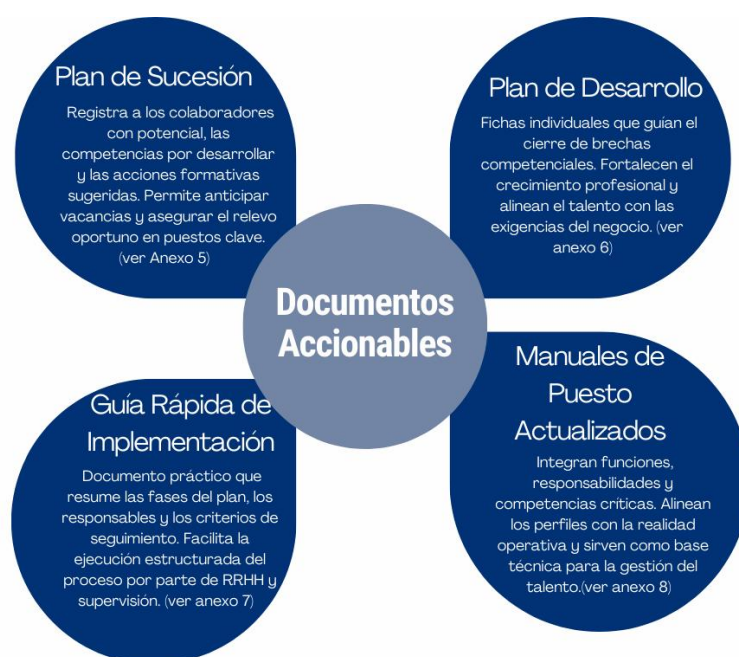 Plan de Sucesión
Registra a los colaboradores
con potencial, las
competencias por desarrollar
y las acciones formativas
sugeridas. Permite anticipar
vacancias y asegurar el relevo
oportuno en puestos clave.
(ver Anexo 5)
Plan de Desarrollo
Fichas individuales que guían el
cierre de brechas
competenciales. Fortalecen el
crecimiento profesional y
alinean el talento con las
exigencias del negocio. (ver
anexo 6)
Documentos
Accionables
Guía Rápida de
Implementación
Documento práctico que
resume las fases del plan, los
responsables y los criterios de
seguimiento. Facilita la
ejecución estructurada del
proceso por parte de RRHH y
supervisión. (ver anexo 7)
Manuales de
Puesto
Actualizados
Integran funciones,
responsabilidades y
competencias críticas. Alinean
los perfiles con la realidad
operativa y sirven como base
técnica para la gestión del
talento.(ver anexo 8)